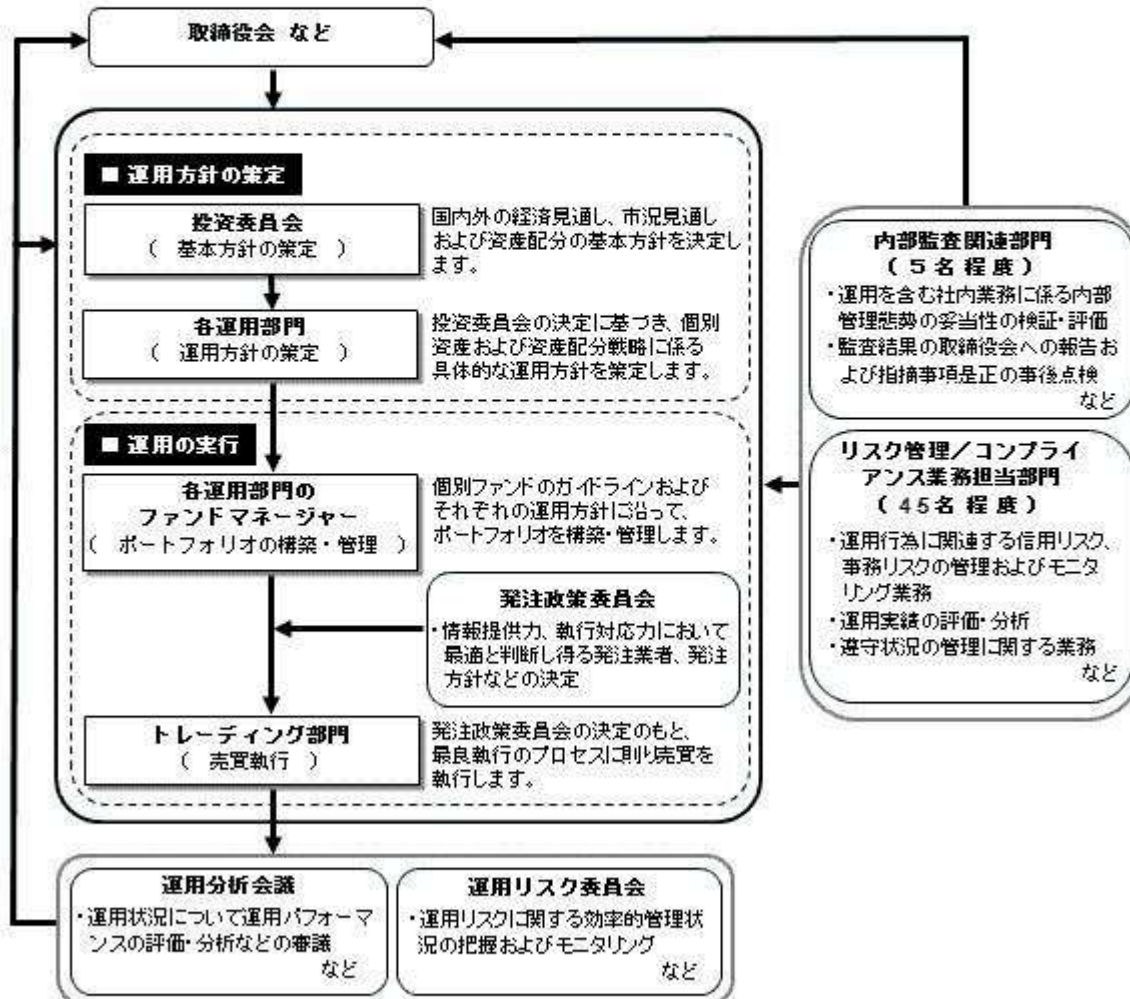 取締役会 など
■ 運用方針の策定
投資委員会
( 基本方針の策定 )
国内外の経済見通し、市況見通し
および資産配分の基本方針を決定し
ます。
各運用部門
( 運用方針の策定 )
投資委員会の決定に基づき、個別
資産および資産配分戦略に係る
具体的な運用方針を策定します。
■ 運用の実行
各運用部門の
ファンドマネージャー
( ポートフォリオの構築・管理 )
個別ファンドのガイドラインおよび
それぞれの運用方針に沿って、
ポートフォリオを構築・管理します。
発注政策委員会
・情報提供力、執行対応力において
最適と判断し得る発注業者、発注
方針などの決定
トレーディング部門
( 売買執行 )
発注政策委員会の決定のもと、
最良執行のプロセスに則り売買を
執行します。
内部監査関連部門
( 5名程度 )
・運用を含む社内業務に係る内部
管理態勢の妥当性の検証・評価
・監査結果の取締役会への報告お
よび指摘事項是正の事後点検
など
リスク管理/コンプライ
アンス業務担当部門
( 45名程度 )
・運用行為に関連する信用リスク、
事務リスクの管理およびモニタ
リング業務
・運用実績の評価・分析
・遵守状況の管理に関する業務
など
運用分析会議
・運用状況について運用パフォーマ
ンスの評価・分析などの審議
など
運用リスク委員会
・運用リスクに関する効率的管理状
況の把握およびモニタリング
など